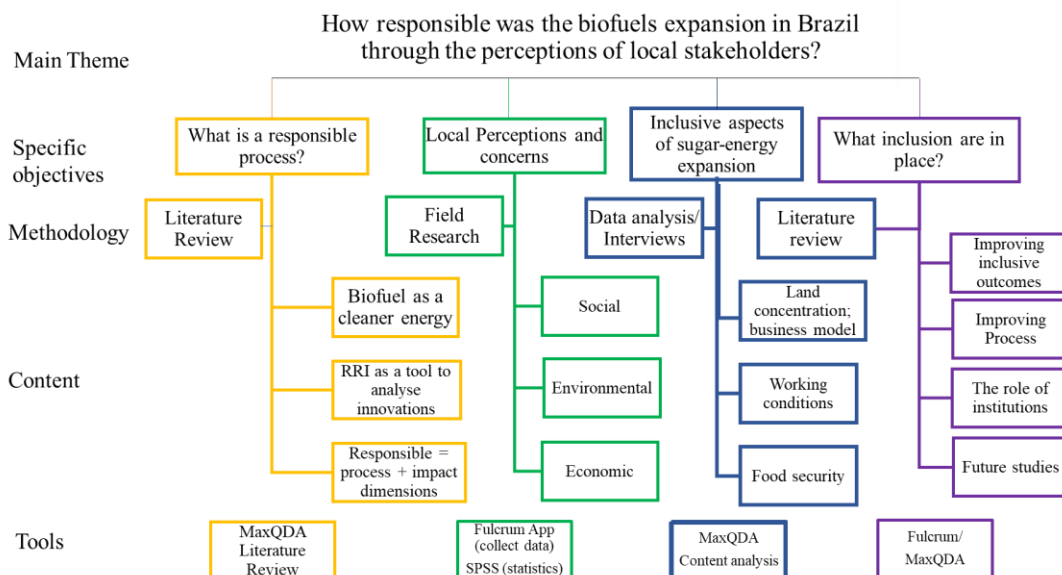 How responsible was the biofuels expansion in Brazil
through the perceptions of local stakeholders?
Main Theme
Specific
objectives
What is a responsible
process?
Local Perceptions and
concerns
Inclusive aspects
of sugar-energy
expansion
What inclusion are in
place?
Methodology
Literature
Review
Field
Research
Data analysis/
Interviews
Literature
review
Content
Biofuel as a
cleaner energy
RRI as a tool to
analyse
innovations
Responsible =
process + impact
dimensions
Social
Environmental
Economic
Land
concentration;
business model
Working
conditions
Food security
Improving
inclusive
outcomes
Improving
Process
The role of
institutions
Future studies
Tools
MaxQDA
Literature
Review
Fulcrum App
(collect data)
SPSS (statistics)
MaxQDA
Content analysis
Fulcrum/
MaxQDA